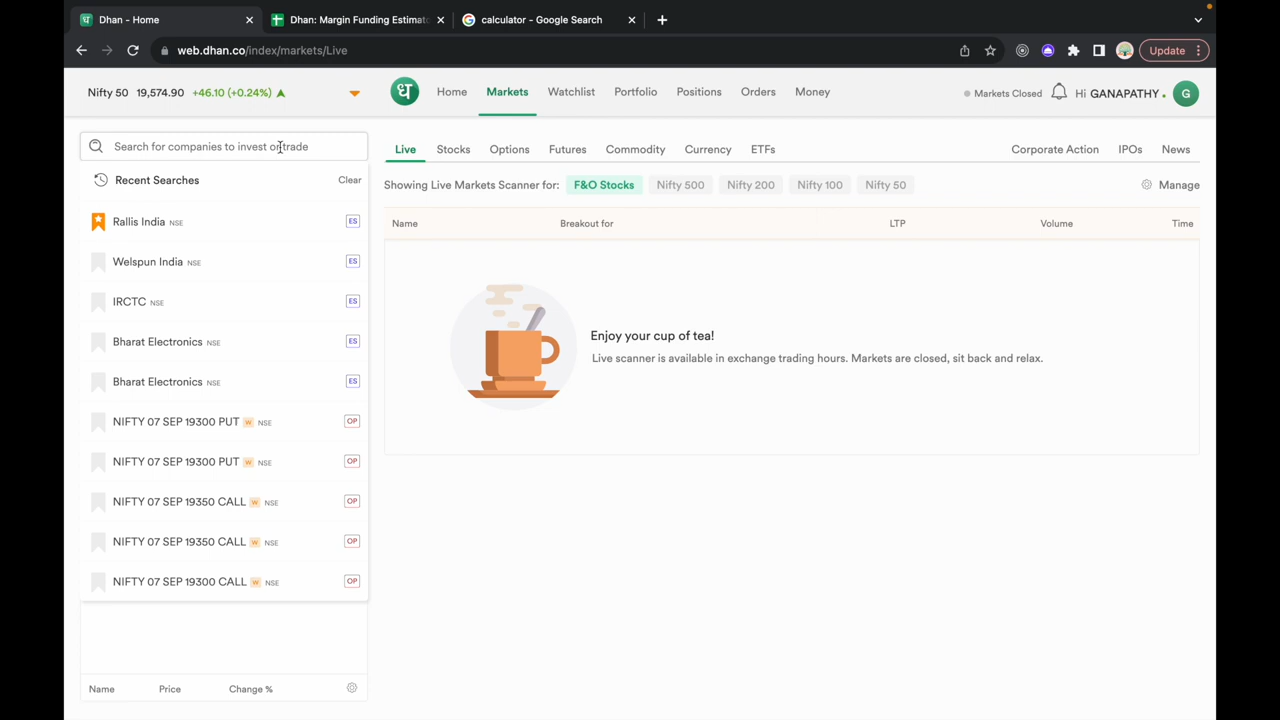 Dhan - Home
Dhan: Margin Funding Estimat
calculator - Google Search
web.dhan.co/index/markets/Live
Update
Nifty 50 19,574.90 +46.10 (+0.24%)
ध
Home
Markets
Watchlist
Portfolio
Positions
Orders
Money
Markets Closed
Hi GANAPATHY
G
Search for companies to invest or trade
Recent Searches
Clear
Rallis India NSE ES
Welspun India NSE ES
IRCTC NSE ES
Bharat Electronics NSE ES
Bharat Electronics NSE ES
NIFTY 07 SEP 19300 PUT W NSE OP
NIFTY 07 SEP 19300 PUT W NSE OP
NIFTY 07 SEP 19350 CALL W NSE OP
NIFTY 07 SEP 19350 CALL W NSE OP
NIFTY 07 SEP 19300 CALL W NSE OP
Name Price Change %
Live
Stocks
Options
Futures
Commodity
Currency
ETFs
Corporate Action
IPOs
News
Showing Live Markets Scanner for: F&O Stocks Nifty 500 Nifty 200 Nifty 100 Nifty 50
Manage
Name Breakout for LTP Volume Time
Enjoy your cup of tea!
Live scanner is available in exchange trading hours. Markets are closed, sit back and relax.